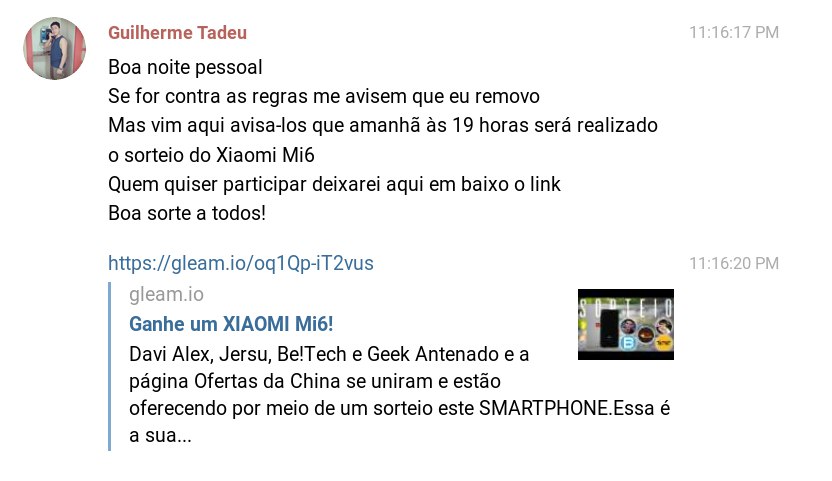 Guilherme Tadeu
11:16:17 PM
Boa noite pessoal
Se for contra as regras me avisem que eu removo
Mas vim aqui avisa-los que amanhã às 19 horas será realizado
o sorteio do Xiaomi Mi6
Quem quiser participar deixarei aqui em baixo o link
Boa sorte a todos!
https://gleam.io/oq1Qp-iT2vus
11:16:20 PM
gleam.io
Ganhe um XIAOMI Mi6!
SORTEIO
Davi Alex, Jersu, Be!Tech e Geek Antenado e a
página Ofertas da China se uniram e estão
oferecendo por meio de um sorteio este SMARTPHONE.Essa é
a sua...